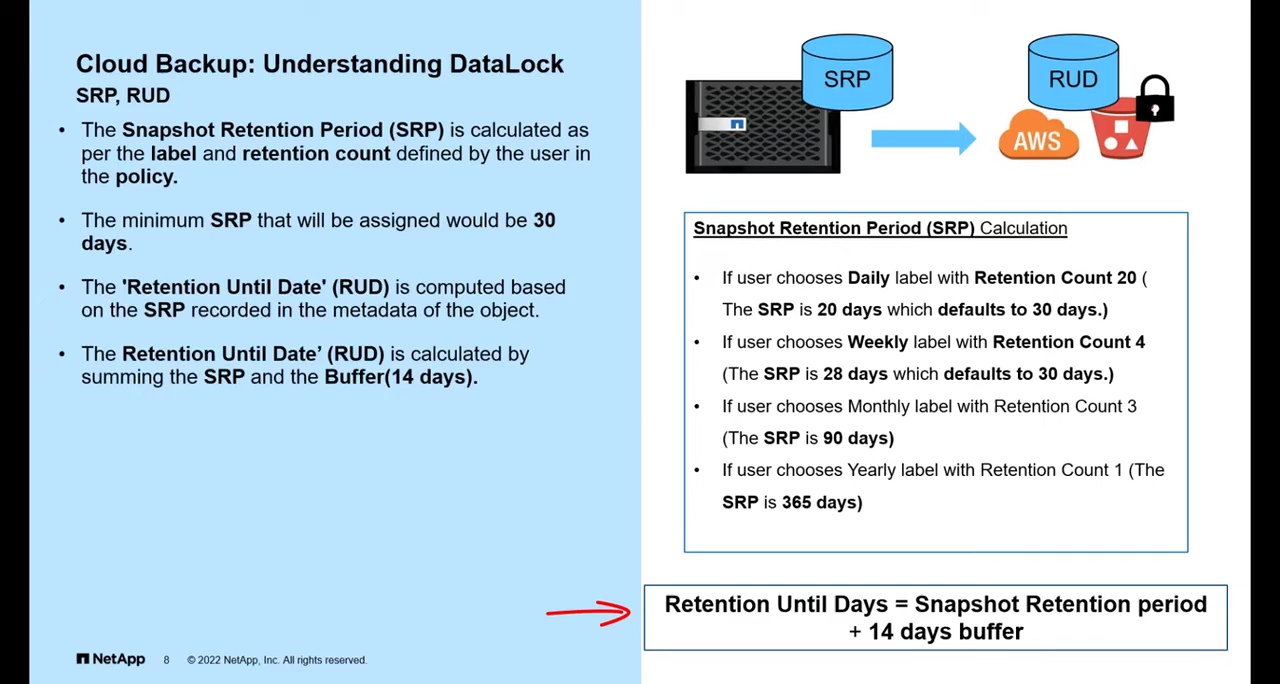 Cloud Backup: Understanding DataLock
SRP, RUD
• The Snapshot Retention Period (SRP) is calculated as
per the label and retention count defined by the user in
the policy.
• The minimum SRP that will be assigned would be 30
days.
• The 'Retention Until Date' (RUD) is computed based
on the SRP recorded in the metadata of the object.
• The Retention Until Date’ (RUD) is calculated by
summing the SRP and the Buffer(14 days).
NetApp 8 © 2022 NetApp, Inc. All rights reserved.
SRP
RUD
AWS
Snapshot Retention Period (SRP) Calculation
• If user chooses Daily label with Retention Count 20 (
The SRP is 20 days which defaults to 30 days.)
• If user chooses Weekly label with Retention Count 4
(The SRP is 28 days which defaults to 30 days.)
• If user chooses Monthly label with Retention Count 3
(The SRP is 90 days)
• If user chooses Yearly label with Retention Count 1 (The
SRP is 365 days)
Retention Until Days = Snapshot Retention period
+ 14 days buffer